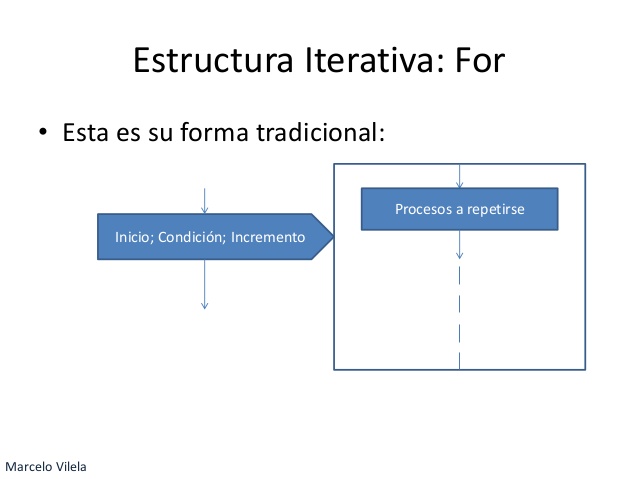 Estructura Iterativa: For
• Esta es su forma tradicional:
Procesos a repetirse
Inicio; Condición; Incremento
Marcelo Vilela